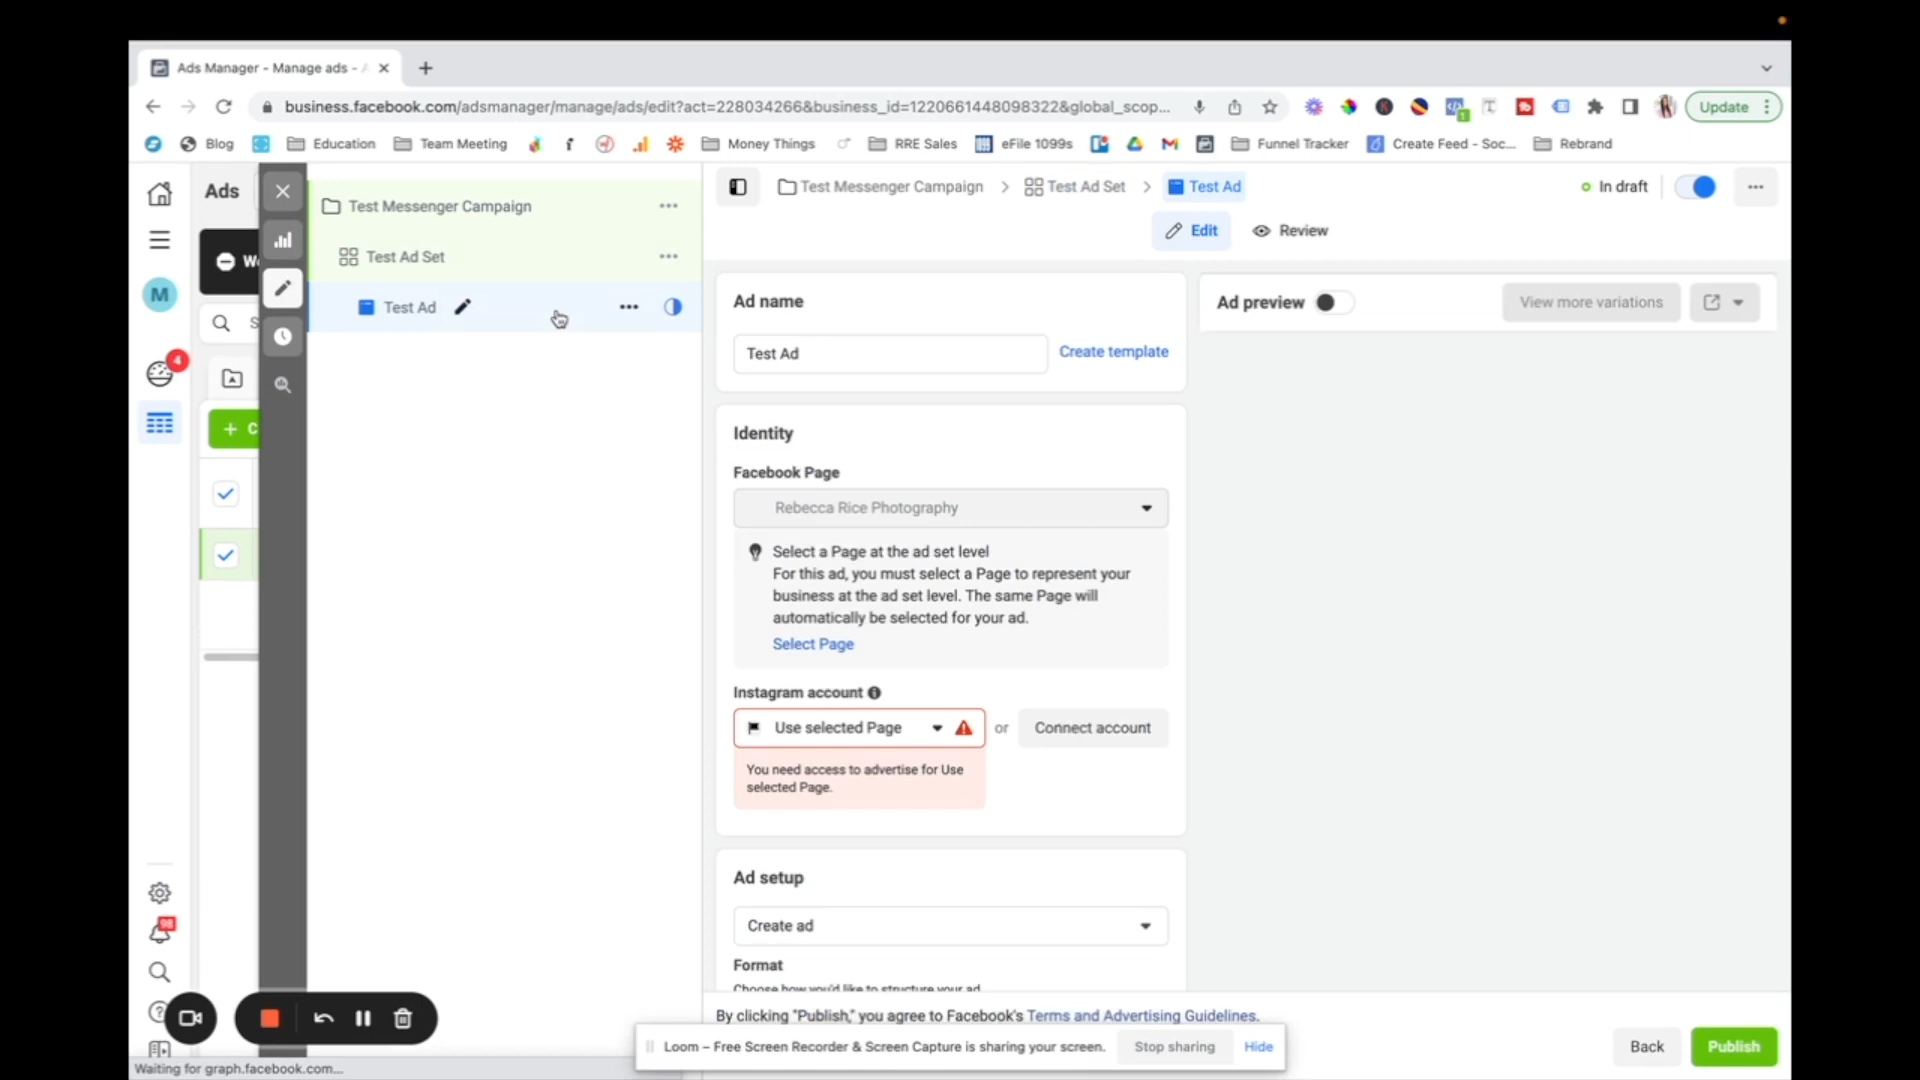 Ads Manager - Manage ads - A
business.facebook.com/adsmanager/manage/ads/edit?act=228034266&business_id=1220661448098322&global_scop...
Update
Blog
Education
Team Meeting
Money Things
RRE Sales
eFile 1099s
Funnel Tracker
Create Feed - Soc...
Rebrand
Ads
Test Messenger Campaign
Test Ad Set
Test Ad
M
4
98
+ C
Test Messenger Campaign > Test Ad Set > Test Ad
In draft
Edit
Review
Ad name
Test Ad
Create template
Identity
Facebook Page
Rebecca Rice Photography
Select a Page at the ad set level
For this ad, you must select a Page to represent your
business at the ad set level. The same Page will
automatically be selected for your ad.
Select Page
Instagram account
Use selected Page
or
Connect account
You need access to advertise for Use
selected Page.
Ad setup
Create ad
Format
Choose how you'd like to structure your ad.
Ad preview
View more variations
By clicking "Publish," you agree to Facebook's Terms and Advertising Guidelines.
Loom – Free Screen Recorder & Screen Capture is sharing your screen.
Stop sharing
Hide
Back
Publish
Waiting for graph.facebook.com...